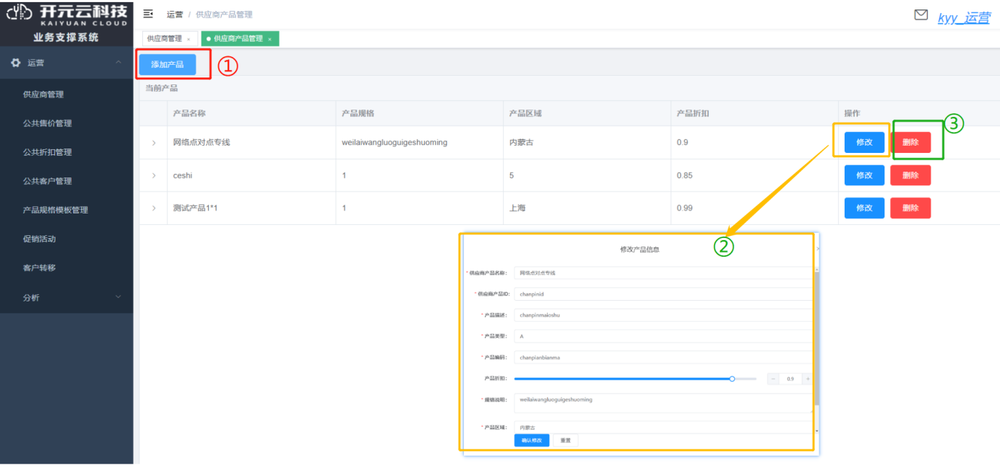 开元云科技
KAIYUAN CLOUD
业务支撑系统
运营 / 供应商产品管理
kyy_运营
供应商管理 ×
供应商产品管理 ×
运营
添加产品
①
当前产品
供应商管理
公共售价管理
公共折扣管理
公共客户管理
产品规格模板管理
促销活动
客户转移
分析
产品名称 产品规格 产品区域 产品折扣 操作
③
网络点对点专线 weilaiwangluoguigeshuoming 内蒙古 0.9 修改 删除
ceshi 1 5 0.85 修改 删除
测试产品1*1 1 上海 0.99 修改 删除
②
修改产品信息
* 供应商产品名称: 网络点对点专线
* 供应商产品ID: chanpinid
* 产品描述: chanpinmaioshu
* 产品类型: A
* 产品编码: chanpianbianma
产品折扣: − 0.9 +
* 规格说明: weilaiwangluoguigeshuoming
* 产品区域: 内蒙古
确认修改 重置